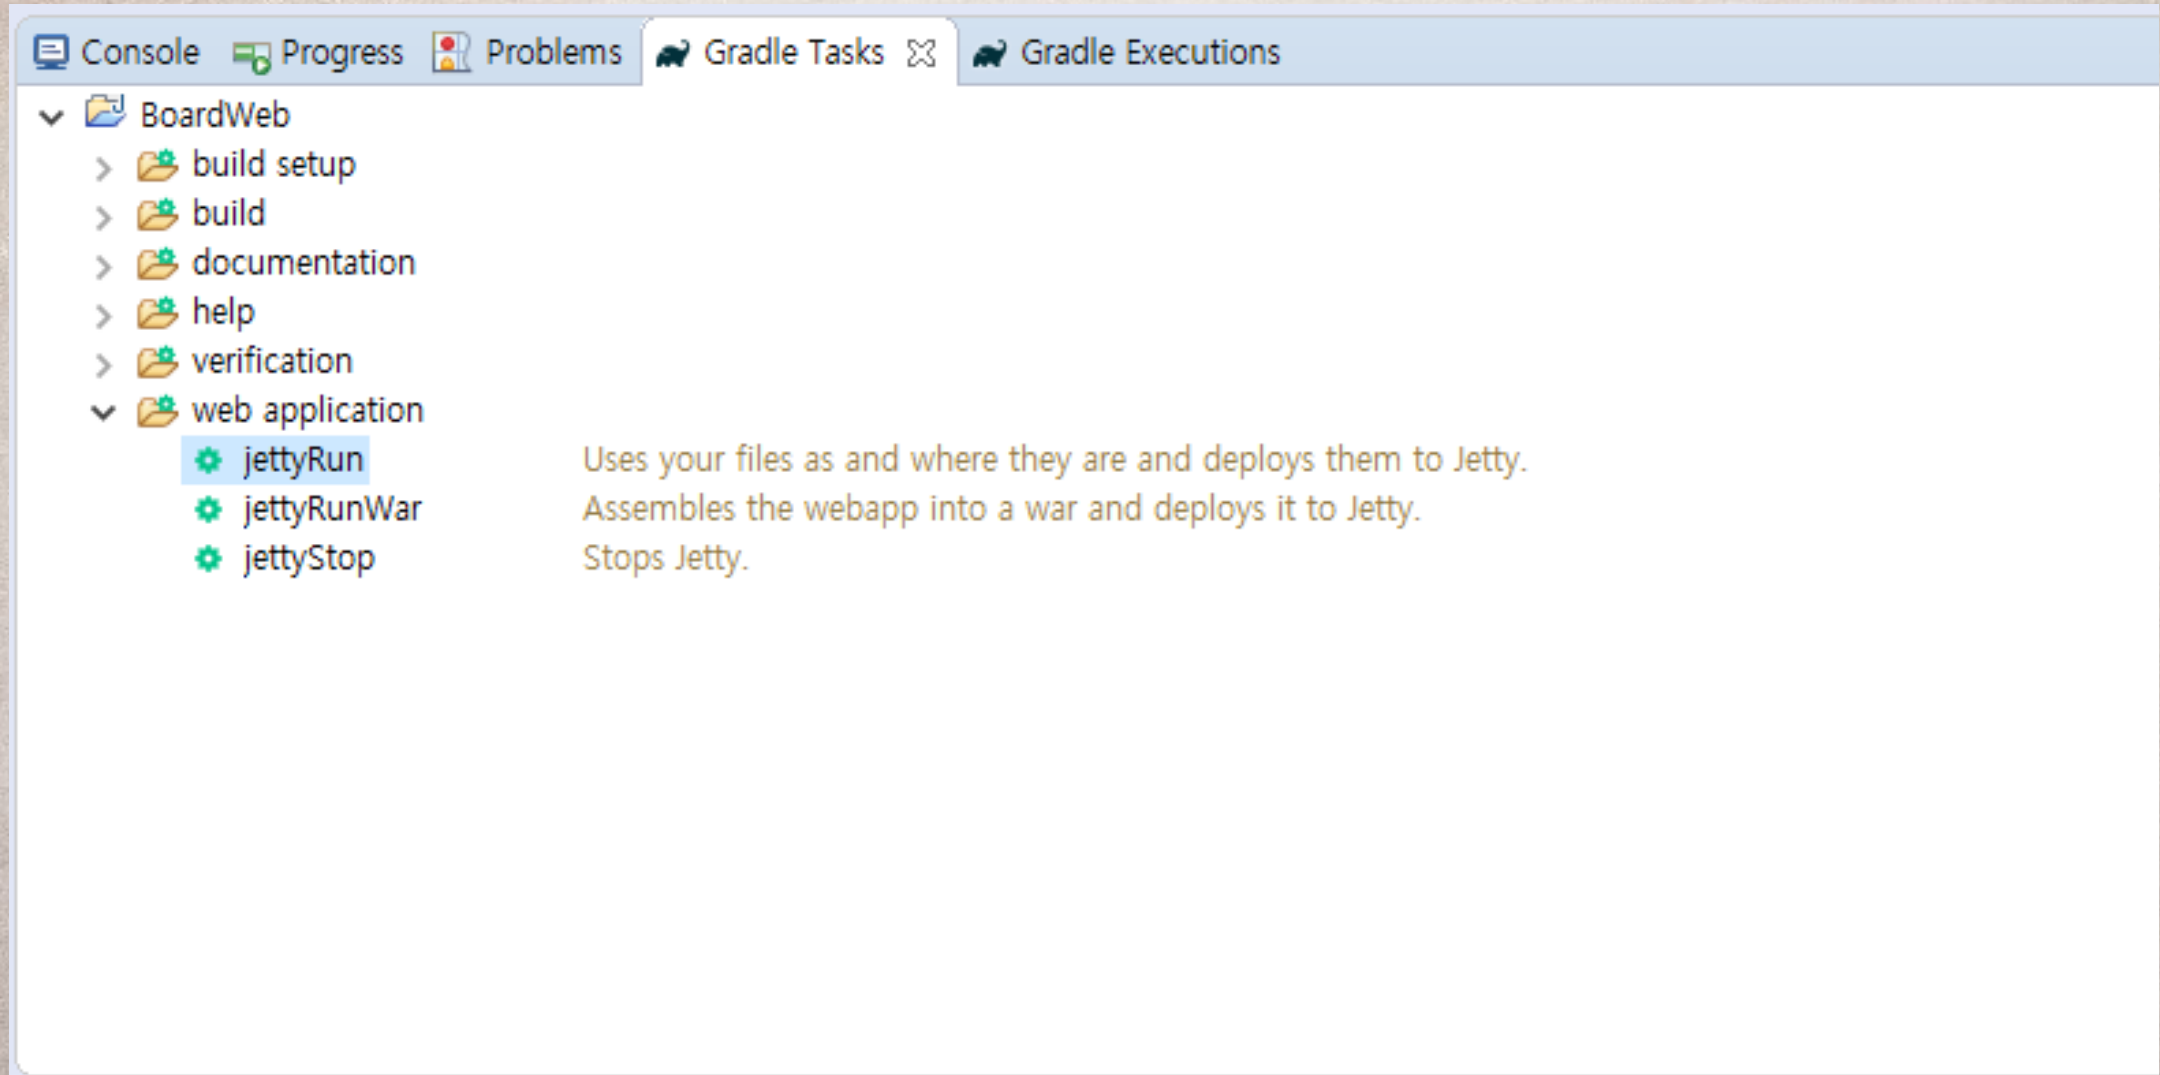 Console Progress Problems Gradle Tasks Gradle Executions
BoardWeb
build setup
build
documentation
help
verification
web application
jettyRun Uses your files as and where they are and deploys them to Jetty.
jettyRunWar Assembles the webapp into a war and deploys it to Jetty.
jettyStop Stops Jetty.